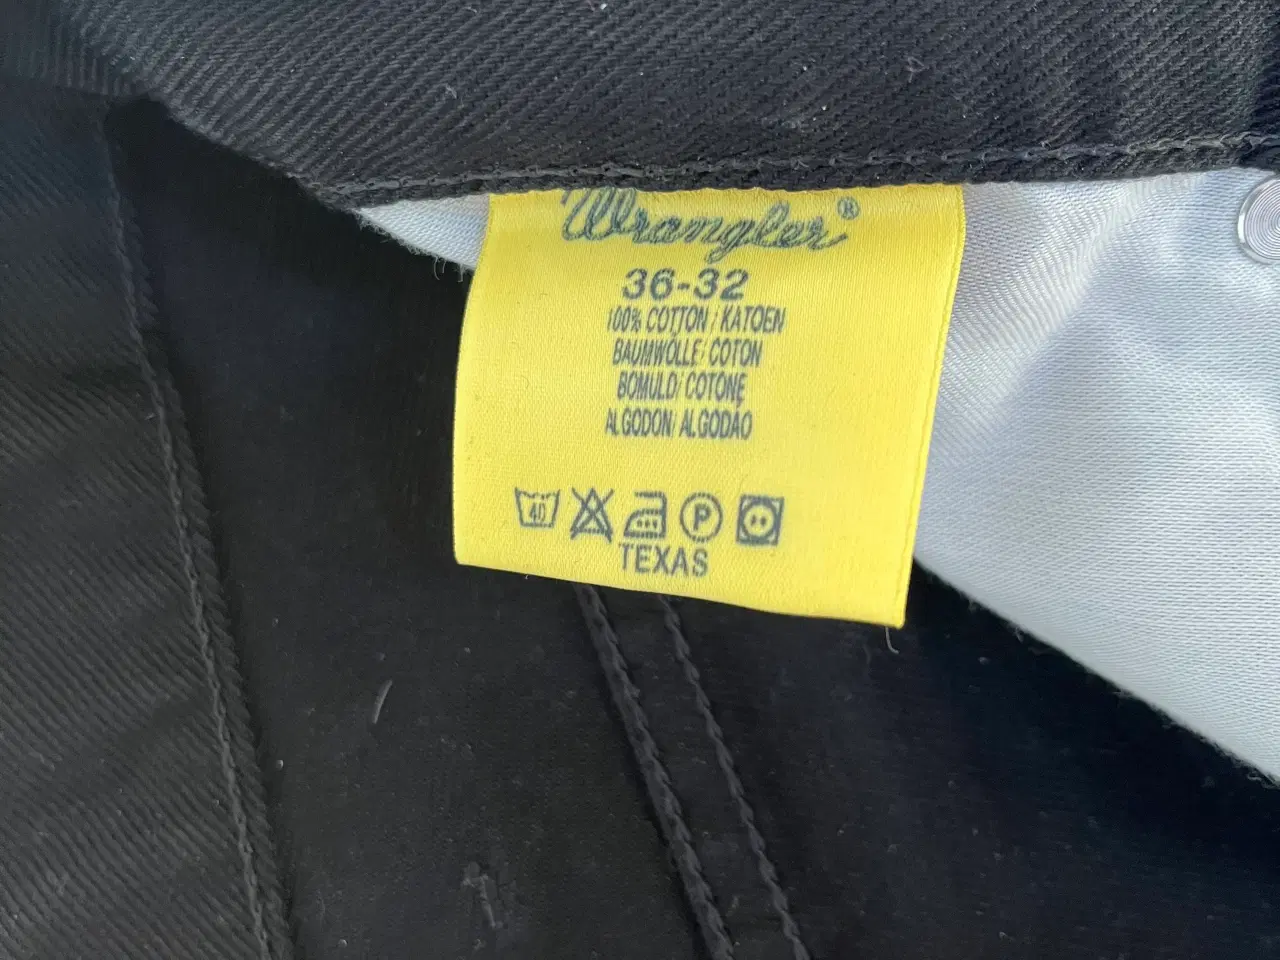 Wrangler®
36-32
100% COTTON / KATOEN
BAUMWOLLE / COTON
BOMULD / COTONE
ALGODON / ALGODAO
40 P
TEXAS